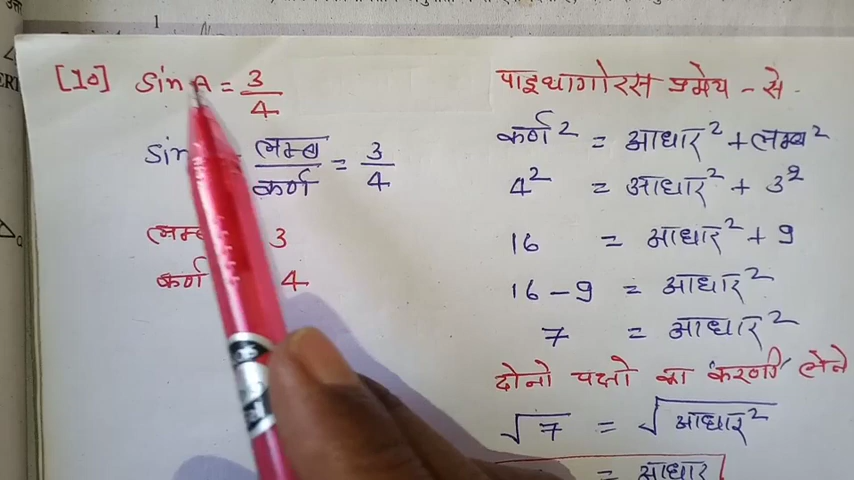 [10] sin A = 3/4
sin = लम्ब/कर्ण = 3/4
3
कर्ण 4
पाइथागोरस प्रमेय - से -
कर्ण² = आधार² + लम्ब²
4² = आधार² + 3²
16 = आधार² + 9
16 - 9 = आधार²
7 = आधार²
दोनो पक्षो का करणी लेने
√7 = √आधार²
= आधार